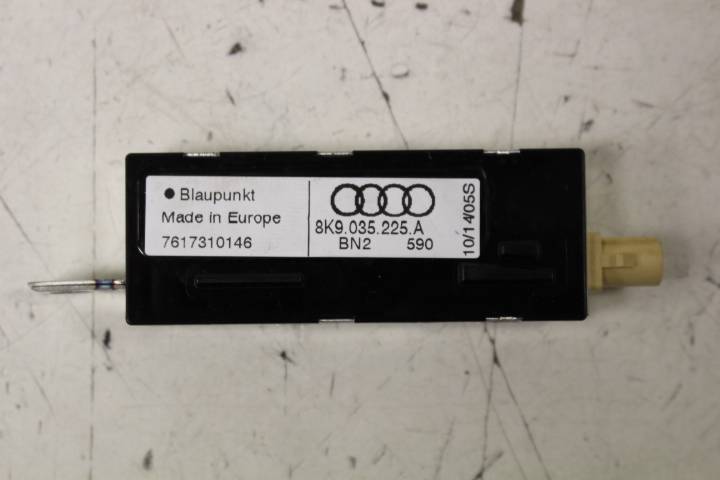 Blaupunkt
Made in Europe
7617310146
8K9.035.225.A
BN2 590
10/14/05S